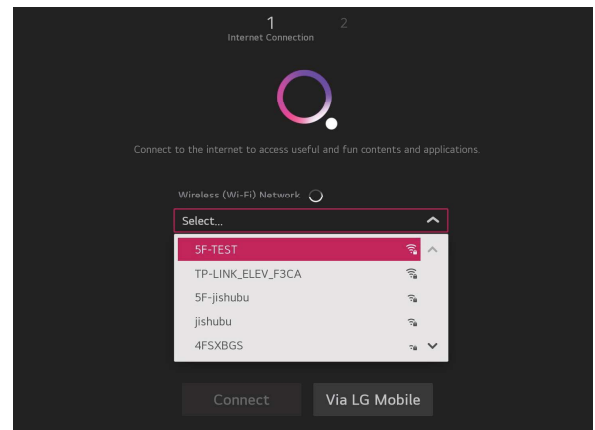 1
2
Internet Connection
Connect to the internet to access useful and fun contents and applications.
Wireless (Wi-Fi) Network
Select...
5F-TEST
TP-LINK_ELEV_F3CA
5F-jishubu
jishubu
4FSXBGS
Connect
Via LG Mobile